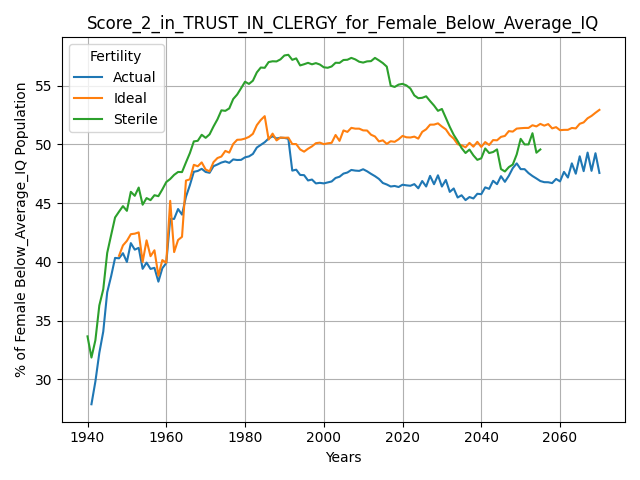 Score_2_in_TRUST_IN_CLERGY_for_Female_Below_Average_IQ
Fertility
Actual
Ideal
Sterile
% of Female Below_Average_IQ Population
55
50
45
40
35
30
1940 1960 1980 2000 2020 2040 2060
Years